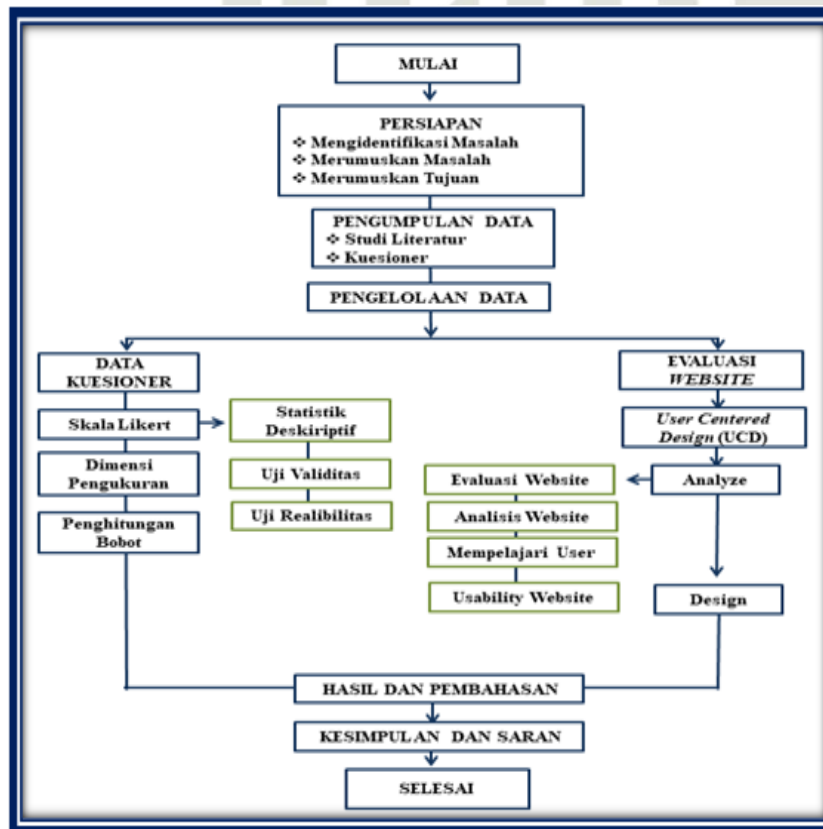 MULAI
PERSIAPAN
❖ Mengidentifikasi Masalah
❖ Merumuskan Masalah
❖ Merumuskan Tujuan
PENGUMPULAN DATA
❖ Studi Literatur
❖ Kuesioner
PENGELOLAAN DATA
DATA
KUESIONER
Skala Likert
Dimensi
Pengukuran
Penghitungan
Bobot
Statistik
Deskiriptif
Uji Validitas
Uji Realibilitas
EVALUASI
WEBSITE
User Centered
Design (UCD)
Analyze
Evaluasi Website
Analisis Website
Mempelajari User
Usability Website
Design
HASIL DAN PEMBAHASAN
KESIMPULAN DAN SARAN
SELESAI